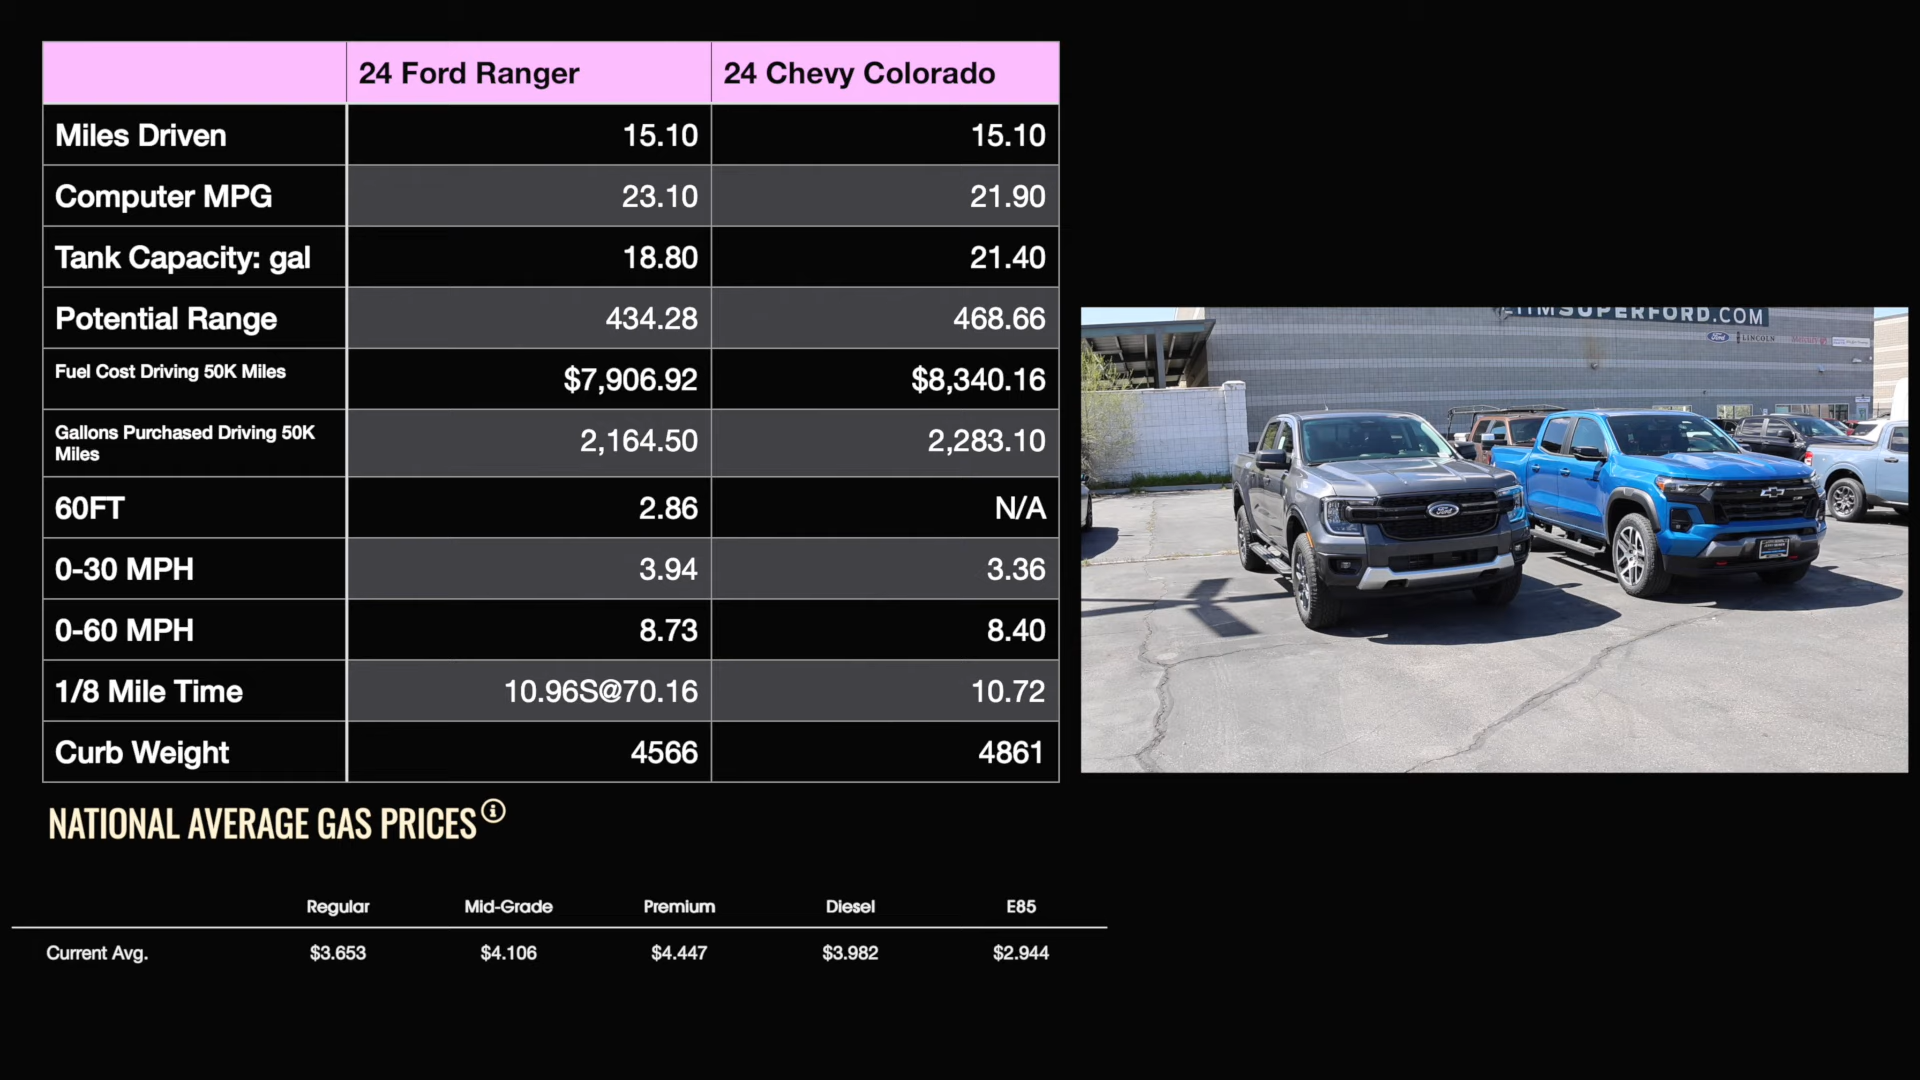 24 Ford Ranger 24 Chevy Colorado
Miles Driven 15.10 15.10
Computer MPG 23.10 21.90
Tank Capacity: gal 18.80 21.40
Potential Range 434.28 468.66
Fuel Cost Driving 50K Miles $7,906.92 $8,340.16
Gallons Purchased Driving 50K
Miles 2,164.50 2,283.10
60FT 2.86 N/A
0-30 MPH 3.94 3.36
0-60 MPH 8.73 8.40
1/8 Mile Time 10.96S@70.16 10.72
Curb Weight 4566 4861
SUPERFORD.COM
Ford LINCOLN
Ford
NATIONAL AVERAGE GAS PRICES
Regular Mid-Grade Premium Diesel E85
Current Avg. $3.653 $4.106 $4.447 $3.982 $2.944